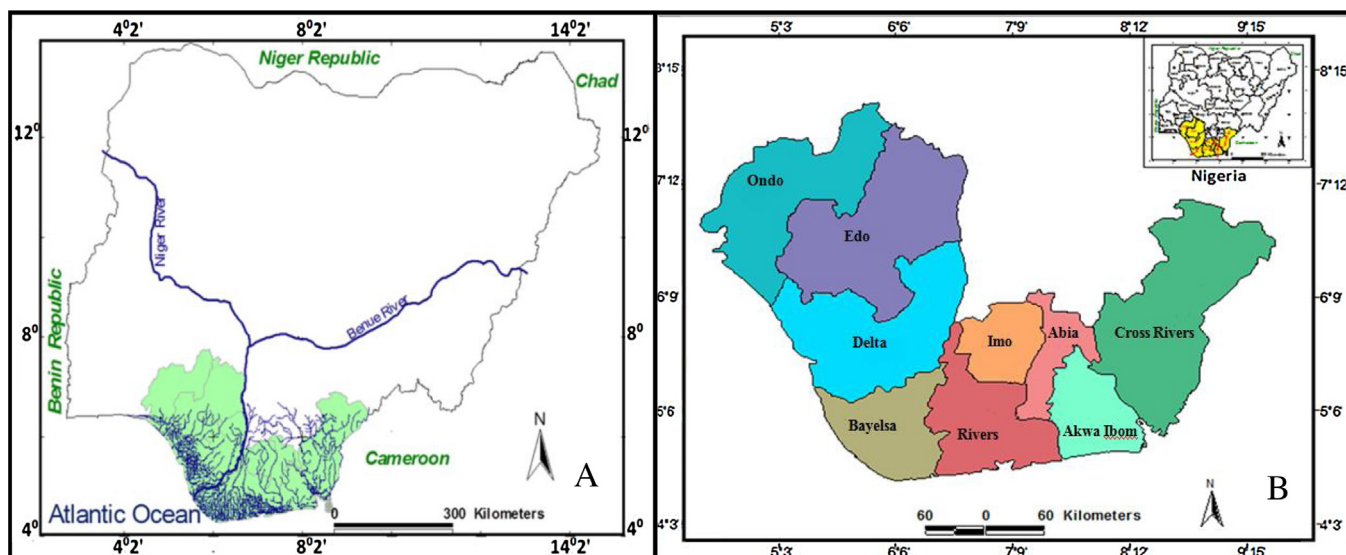 4⁰2' 8⁰2' 14⁰2'
Niger Republic
Chad
12⁰ 12⁰
Niger River
Benue River
Benin Republic
8⁰ 8⁰
N
Cameroon
A
Atlantic Ocean
0 300 Kilometers
4⁰ 4⁰
4⁰2' 8⁰2' 14⁰2'
5°3' 6°6' 7°9' 8°12' 9°15'
8°15' 8°15'
Nigeria
7°12' 7°12'
Ondo
Edo
6°9' 6°9'
Delta
Imo
Abia
Cross Rivers
5°6' 5°6'
Bayelsa
Rivers
Akwa Ibom
N
B
60 0 60 Kilometers
4°3' 4°3'
5°3' 6°6' 7°9' 8°12' 9°15'